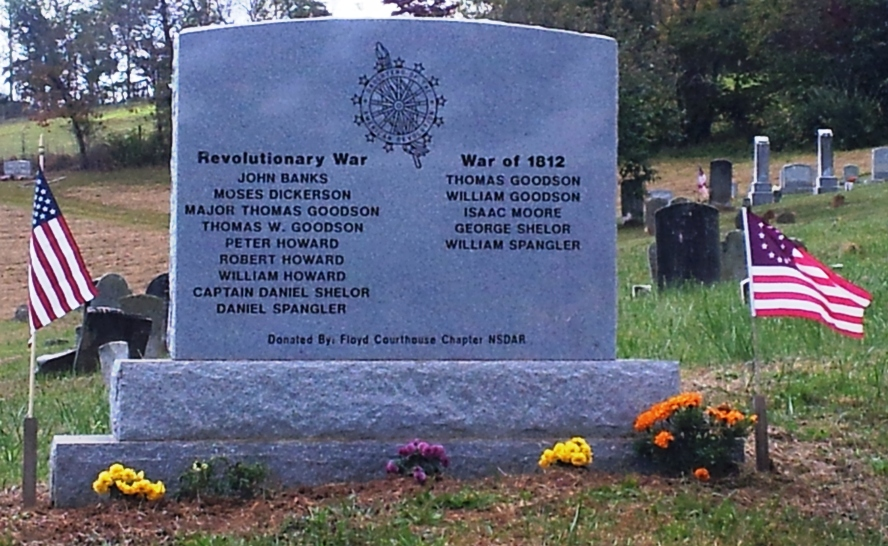 Revolutionary War
JOHN BANKS
MOSES DICKERSON
MAJOR THOMAS GOODSON
THOMAS W. GOODSON
PETER HOWARD
ROBERT HOWARD
WILLIAM HOWARD
CAPTAIN DANIEL SHELOR
DANIEL SPANGLER
War of 1812
THOMAS GOODSON
WILLIAM GOODSON
ISAAC MOORE
GEORGE SHELOR
WILLIAM SPANGLER
Donated By: Floyd Courthouse Chapter NSDAR